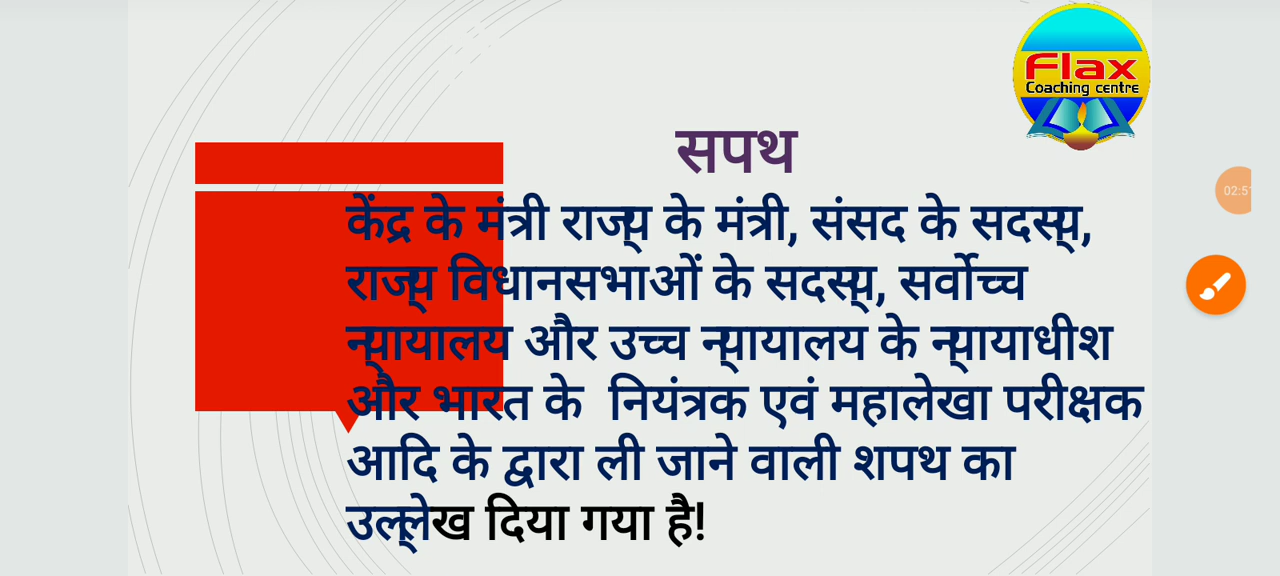 Flax
Coaching centre
सपथ
केंद्र के मंत्री राज्य के मंत्री, संसद के सदस्य,
राज्य विधानसभाओं के सदस्य, सर्वोच्च
न्यायालय और उच्च न्यायालय के न्यायाधीश
और भारत के नियंत्रक एवं महालेखा परीक्षक
आदि के द्वारा ली जाने वाली शपथ का
उल्लेख दिया गया है!